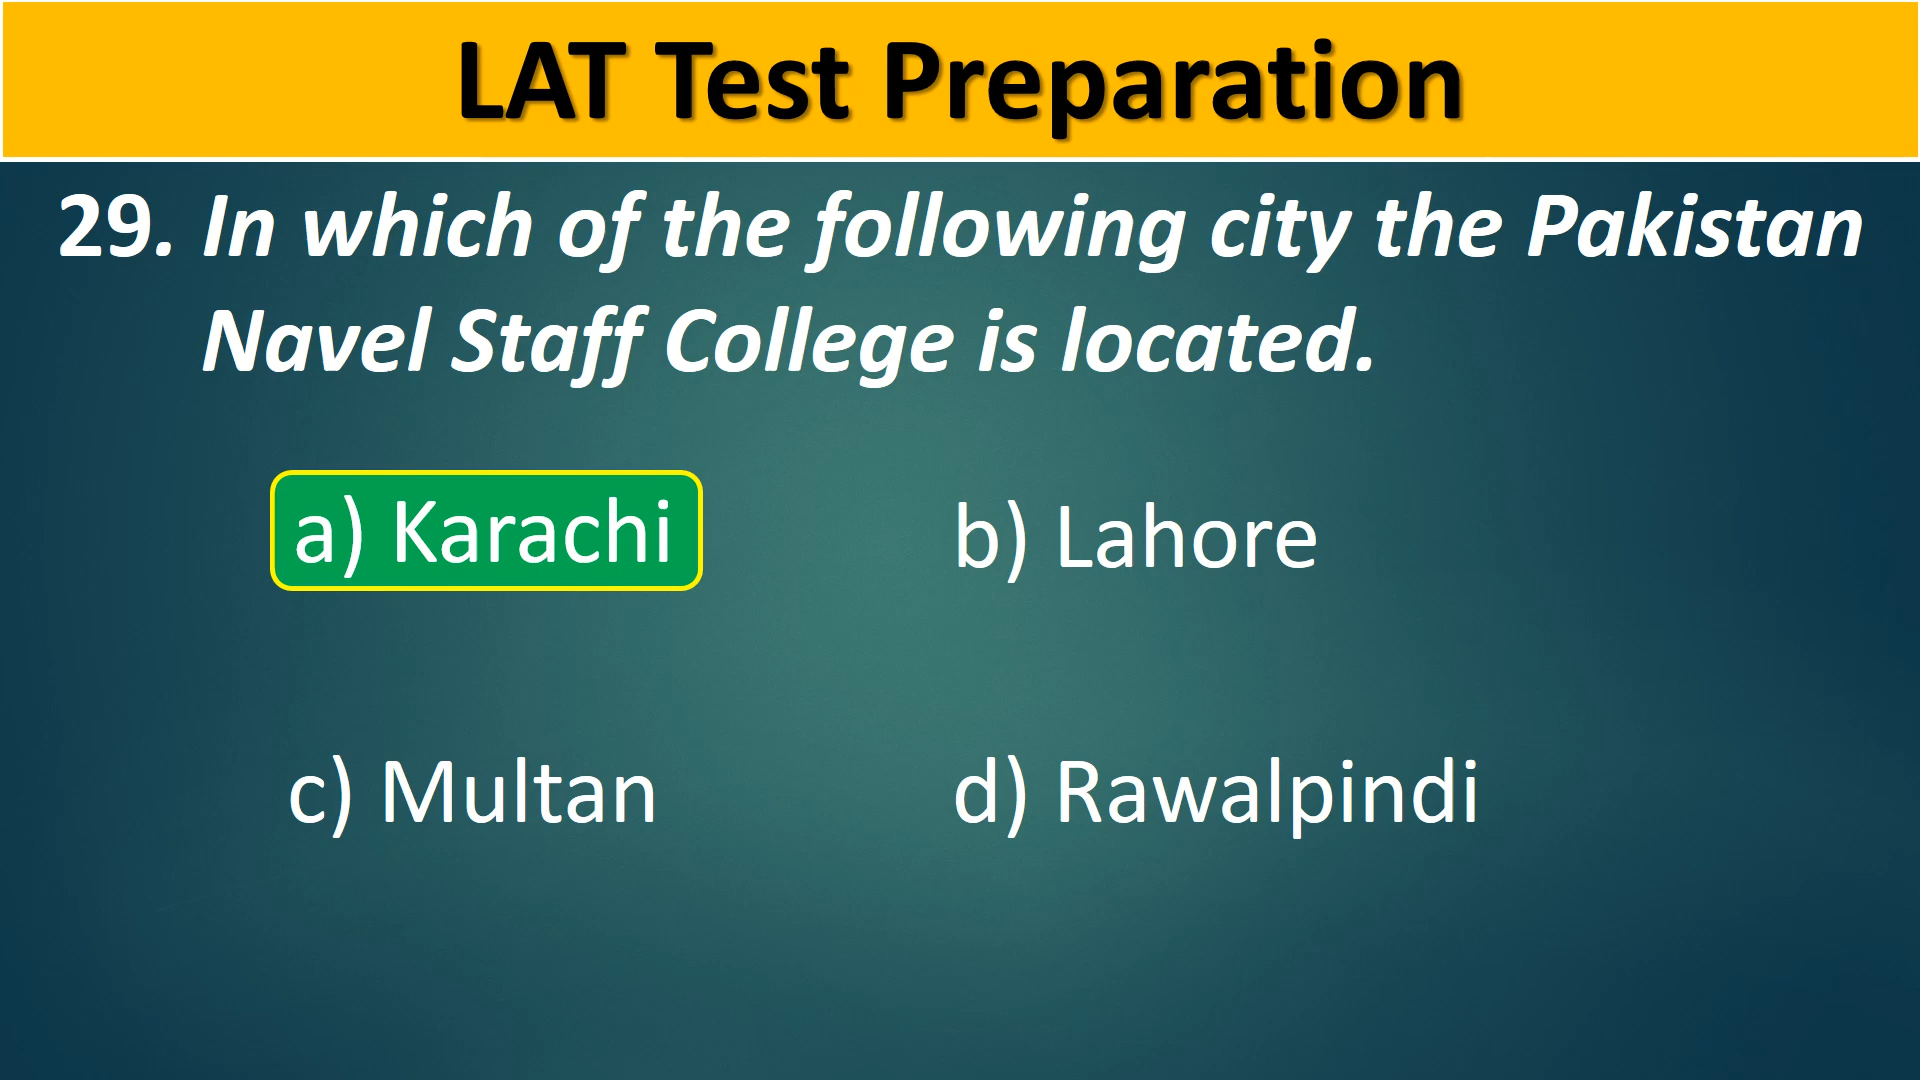 LAT Test Preparation
29. In which of the following city the Pakistan
Navel Staff College is located.
a) Karachi
b) Lahore
c) Multan
d) Rawalpindi